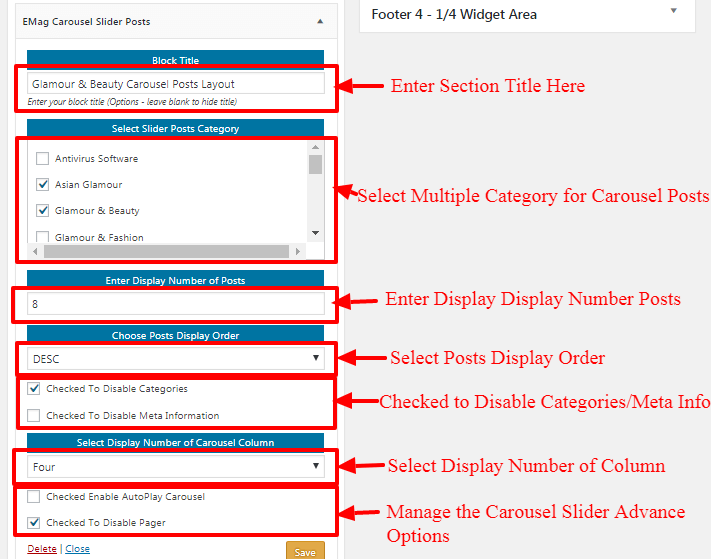 EMag Carousel Slider Posts
Footer 4 - 1/4 Widget Area
Block Title
Glamour & Beauty Carousel Posts Layout
Enter Section Title Here
Enter your block title (Options - leave blank to hide title)
Select Slider Posts Category
Antivirus Software
Asian Glamour
Select Multiple Category for Carousel Posts
Glamour & Beauty
Glamour & Fashion
Enter Display Number of Posts
8
Enter Display Display Number Posts
Choose Posts Display Order
DESC
Select Posts Display Order
Checked To Disable Categories
Checked to Disable Categories/Meta Info
Checked To Disable Meta Information
Select Display Number of Carousel Column
Four
Select Display Number of Column
Checked Enable AutoPlay Carousel
Manage the Carousel Slider Advance
Checked To Disable Pager
Options
Delete | Close
Save